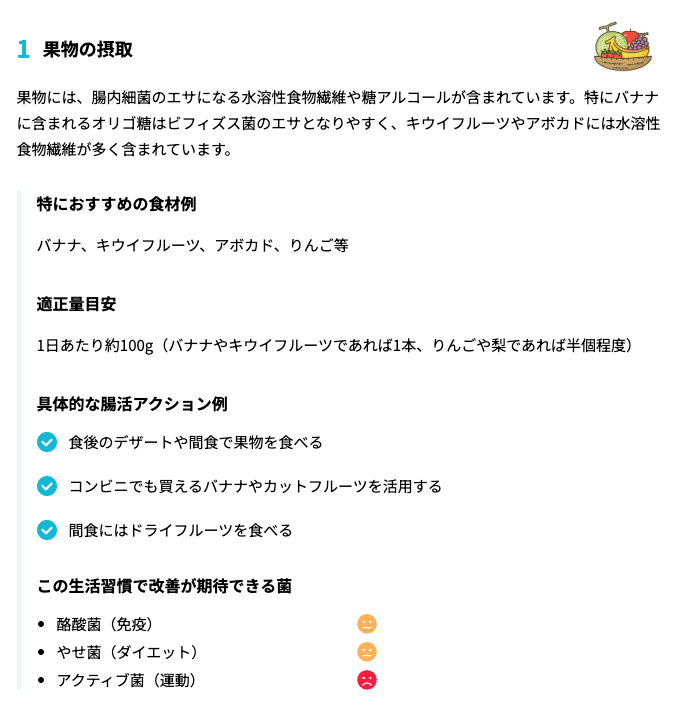 1 果物の摂取
果物には、腸内細菌のエサになる水溶性食物繊維や糖アルコールが含まれています。特にバナナ
に含まれるオリゴ糖はビフィズス菌のエサとなりやすく、キウイフルーツやアボカドには水溶性
食物繊維が多く含まれています。
特におすすめの食材例
バナナ、キウイフルーツ、アボカド、りんご等
適正量目安
1日あたり約100g（バナナやキウイフルーツであれば1本、りんごや梨であれば半個程度）
具体的な腸活アクション例
食後のデザートや間食で果物を食べる
コンビニでも買えるバナナやカットフルーツを活用する
間食にはドライフルーツを食べる
この生活習慣で改善が期待できる菌
• 酪酸菌（免疫）
• やせ菌（ダイエット）
• アクティブ菌（運動）